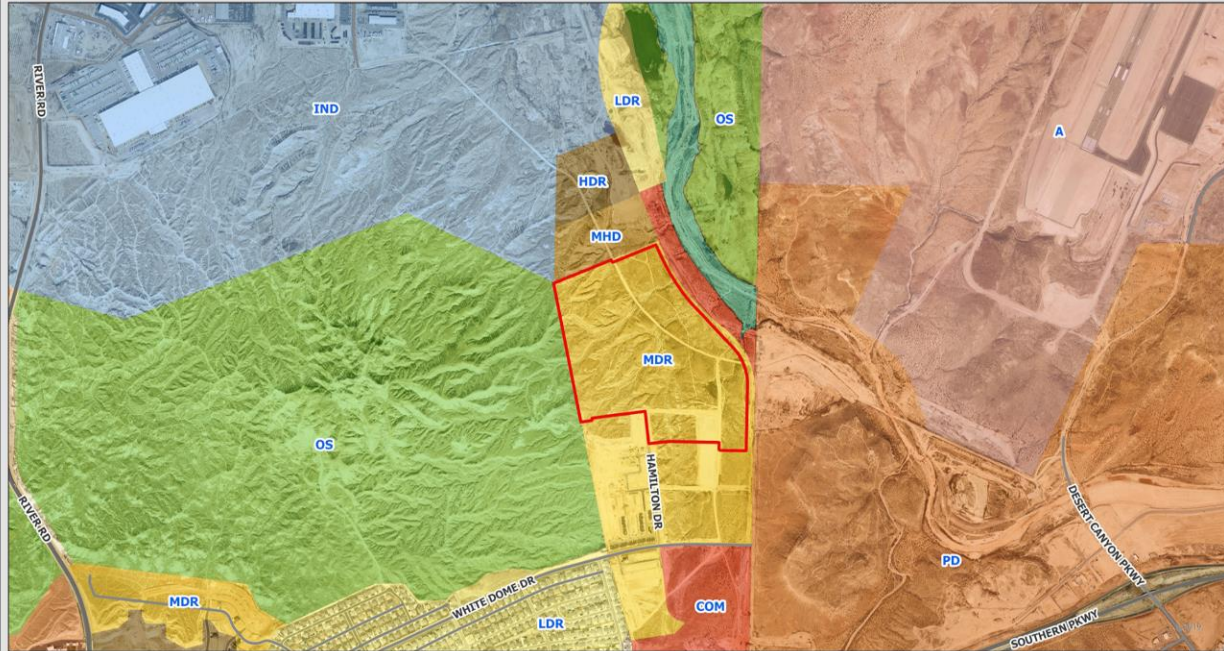 RIVER RD
IND
LDR
OS
A
HDR
MHD
MDR
OS
HAMILTON DR
RIVER RD
DESERT CANYON PKWY
PD
MDR
WHITE DOME DR
LDR
COM
SOUTHERN PKWY